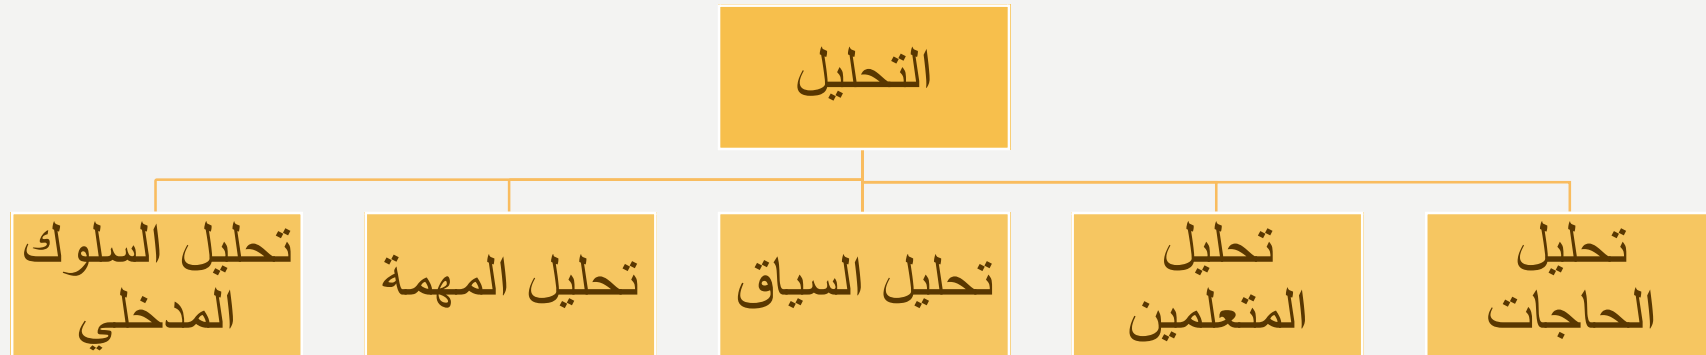 التحليل
تحليل
الحاجات
تحليل
المتعلمين
تحليل السياق
تحليل المهمة
تحليل السلوك
المدخلي